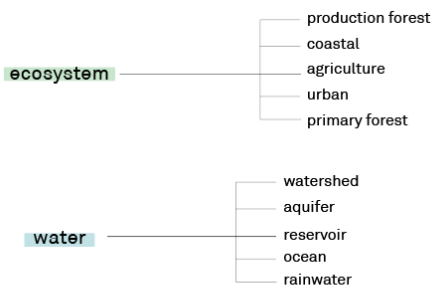 ecosystem
production forest
coastal
agriculture
urban
primary forest
water
watershed
aquifer
reservoir
ocean
rainwater